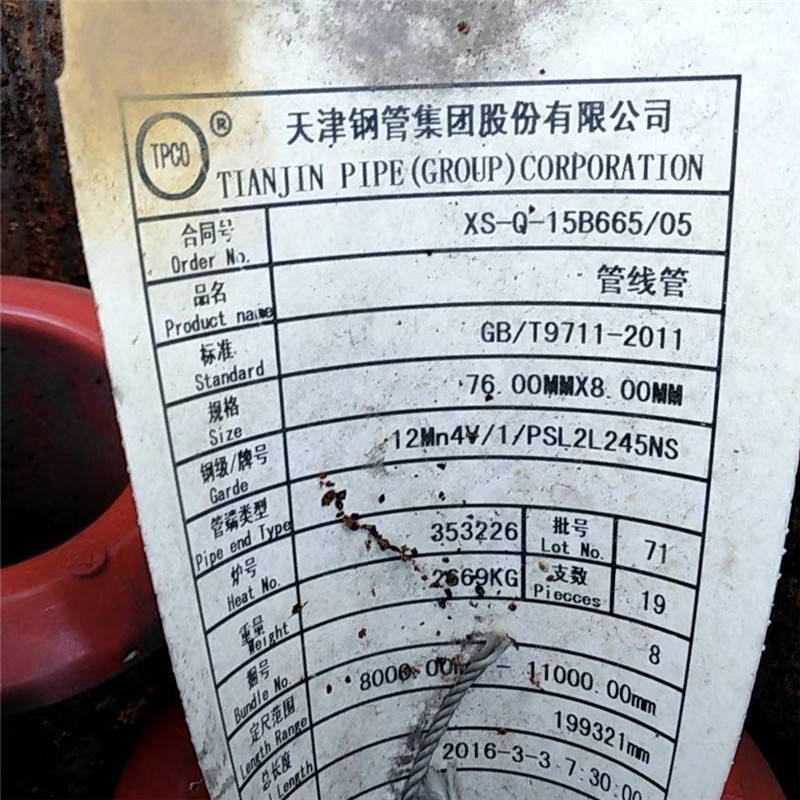 TPCO ® 天津钢管集团股份有限公司
TIANJIN PIPE(GROUP)CORPORATION
合同号 XS-Q-15B665/05
Order No.
品名 管线管
Product name
标准 GB/T9711-2011
Standard
规格 76.00MMX8.00MM
Size
钢级/牌号 12Mn4V/1/PSL2L245NS
Garde
管端类型
Pipe end Type
炉号 353226 批号 71
Heat No. Lot No.
重量 2669KG 支数 19
Weight Piecces
捆号 8
Bundle No.
定尺范围 8000.00 - 11000.00mm
Length Range
总长度 199321mm
Length
2016-3-3 7:30:00